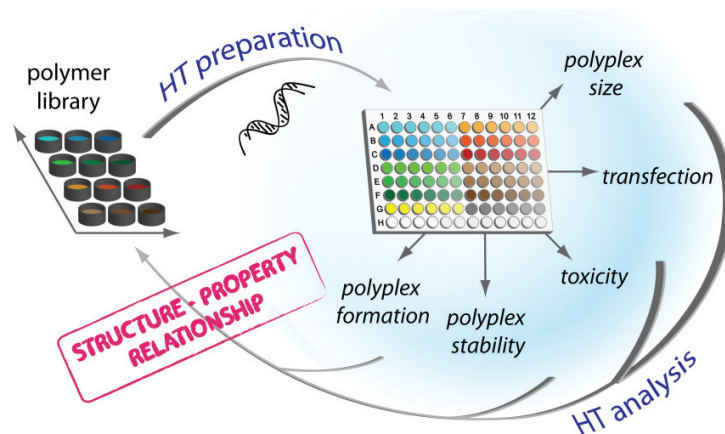 HT preparation
polymer
library
polyplex
size
1 2 3 4 5 6 7 8 9 10 11 12
A
B
C
D
E
F
G
H
transfection
toxicity
polyplex
formation
polyplex
stability
STRUCTURE - PROPERTY
RELATIONSHIP
HT analysis